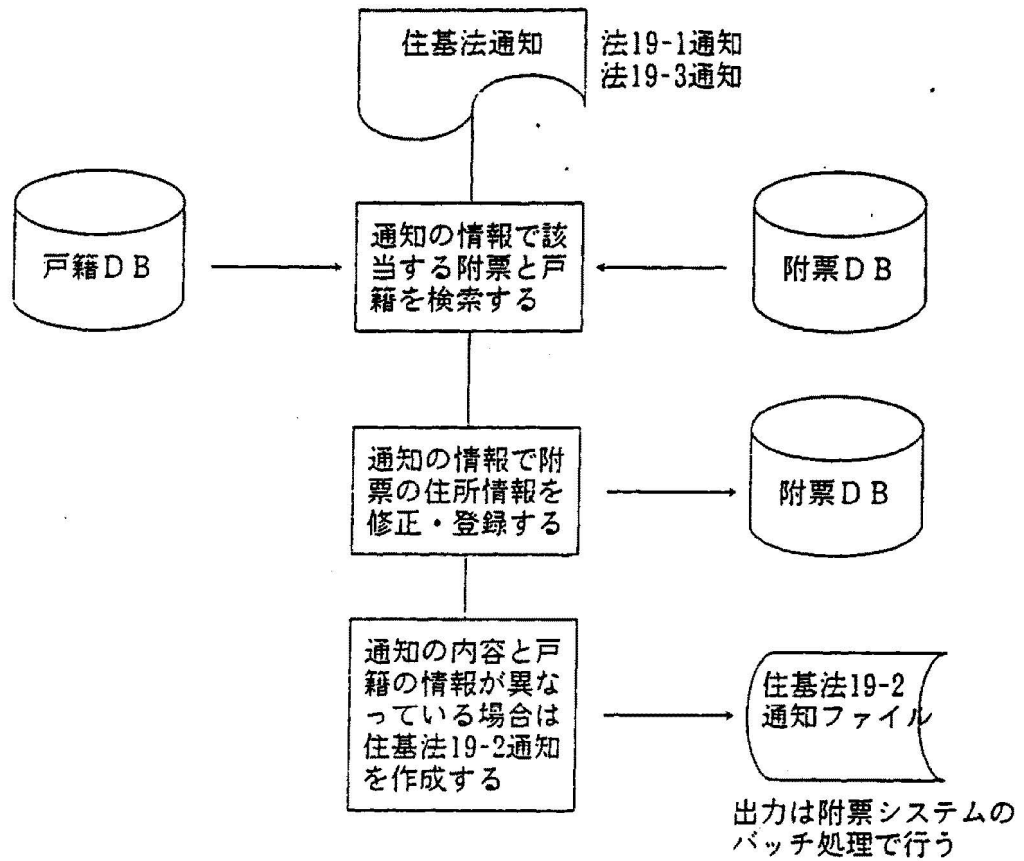 住基法通知
法19-1通知
法19-3通知
戸籍DB
通知の情報で該
当する附票と戸
籍を検索する
附票DB
通知の情報で附
票の住所情報を
修正・登録する
附票DB
通知の内容と戸
籍の情報が異な
っている場合は
住基法19-2通知
を作成する
住基法19-2
通知ファイル
出力は附票システムの
バッチ処理で行う